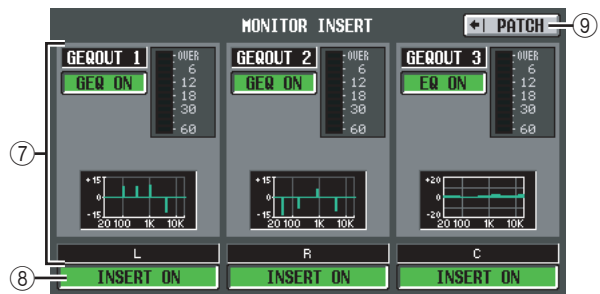 MONITOR INSERT
PATCH
⑨
⑦
GEQOUT 1
GEQ ON
OVER
6
12
18
30
60
+15
0
-15
20 100 1K 10K
L
GEQOUT 2
GEQ ON
OVER
6
12
18
30
60
+15
0
-15
20 100 1K 10K
R
GEQOUT 3
EQ ON
OVER
6
12
18
30
60
+20
0
-20
20 100 1K 10K
C
⑧
INSERT ON
INSERT ON
INSERT ON